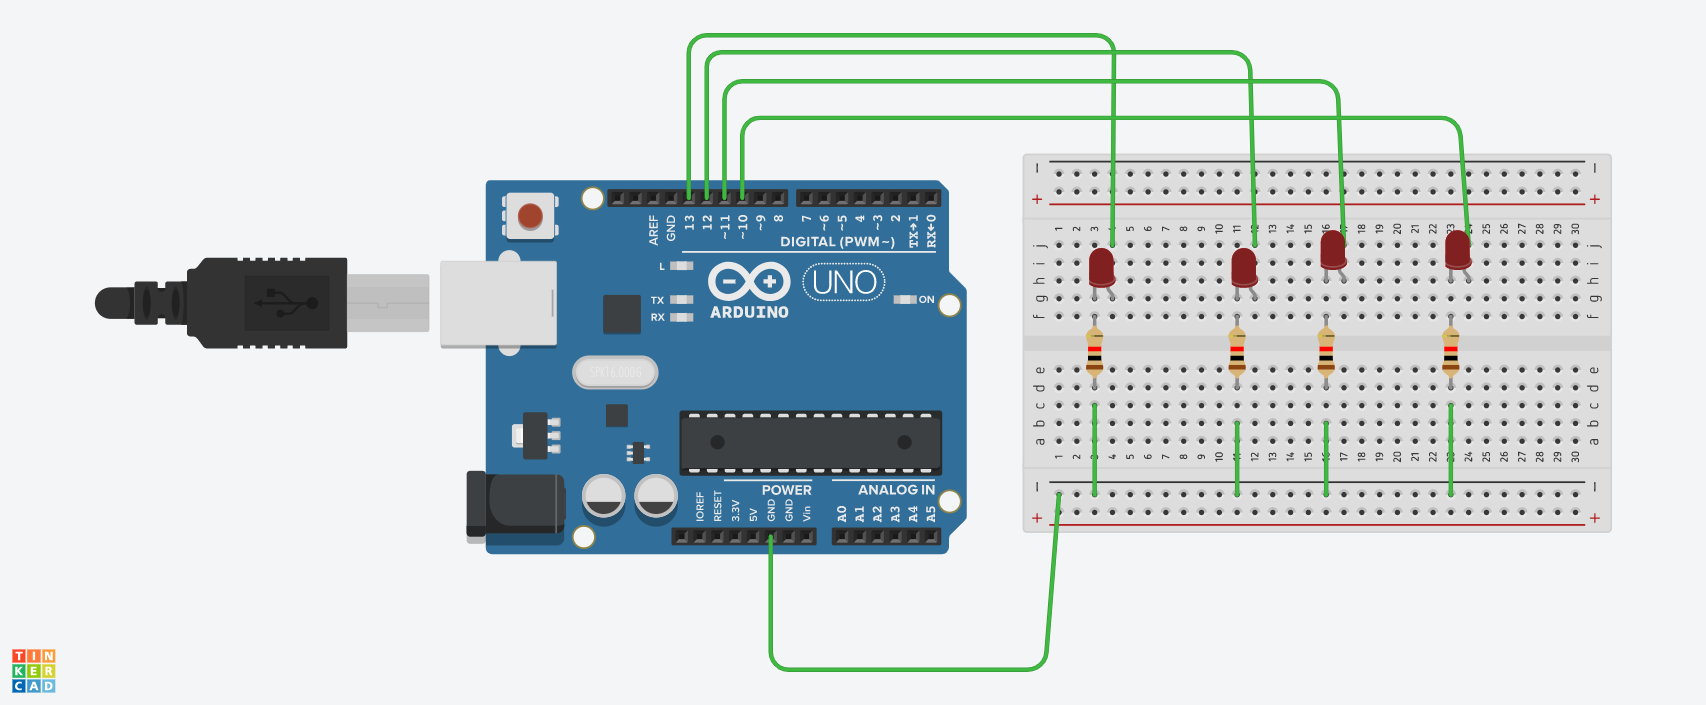 AREF
GND
13
12
~11
~10
~9
8
7
~6
~5
4
~3
2
TX→1
RX←0
DIGITAL (PWM~)
L
TX
RX
ARDUINO
UNO
ON
SPK16.000G
POWER
ANALOG IN
IOREF
RESET
3.3V
5V
GND
GND
Vin
A0
A1
A2
A3
A4
A5
− −
+ +
1 2 3 5 6 7 8 9 10 11 13 14 15 16 18 19 20 21 22 23 25 26 27 28 29 30
j j
i i
h h
g g
f f
e e
d d
c c
b b
a a
1 2 3 4 5 6 7 8 9 10 11 12 13 14 15 16 17 18 19 20 21 22 23 24 25 26 27 28 29 30
− −
+ +
TIN
KER
CAD